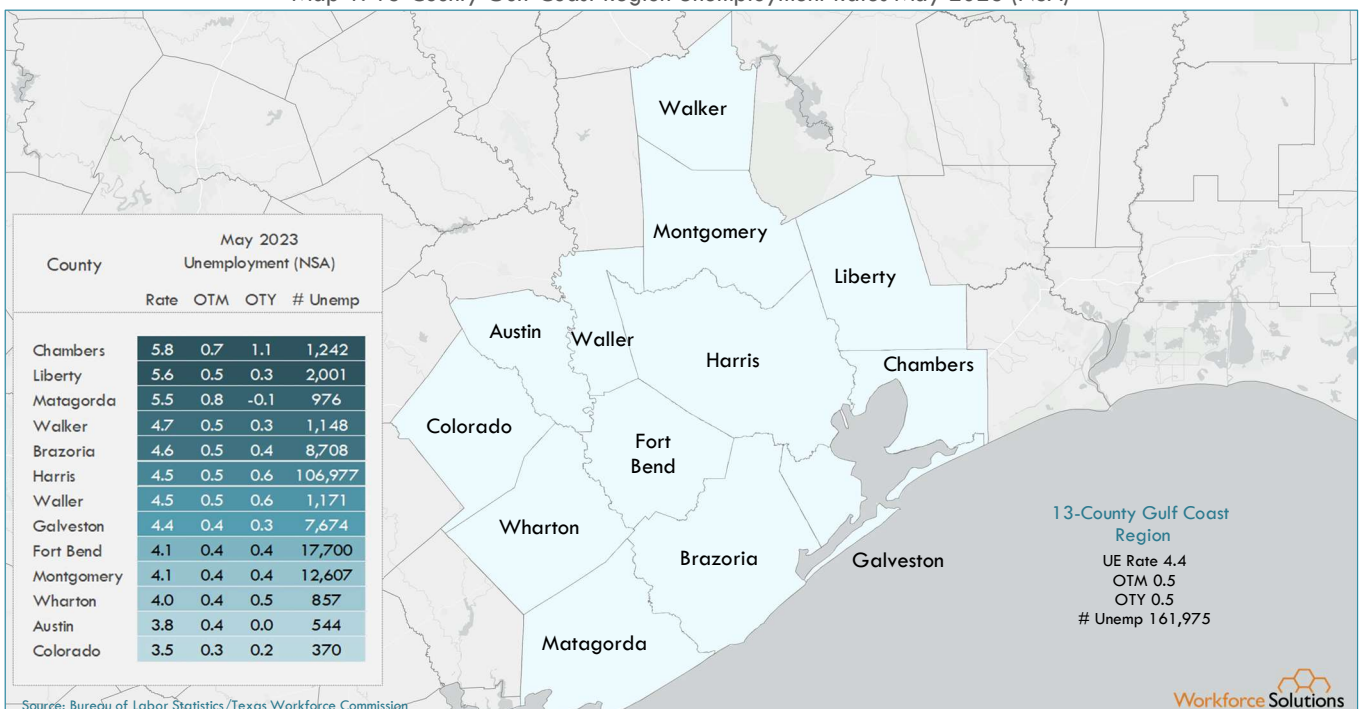 Walker
Montgomery
Liberty
Austin
Waller
Harris
Chambers
Colorado
Fort
Bend
Wharton
Brazoria
Galveston
Matagorda
County
May 2023
Unemployment (NSA)
Rate OTM OTY # Unemp
Chambers 5.8 0.7 1.1 1,242
Liberty 5.6 0.5 0.3 2,001
Matagorda 5.5 0.8 -0.1 976
Walker 4.7 0.5 0.3 1,148
Brazoria 4.6 0.5 0.4 8,708
Harris 4.5 0.5 0.6 106,977
Waller 4.5 0.5 0.6 1,171
Galveston 4.4 0.4 0.3 7,674
Fort Bend 4.1 0.4 0.4 17,700
Montgomery 4.1 0.4 0.4 12,607
Wharton 4.0 0.4 0.5 857
Austin 3.8 0.4 0.0 544
Colorado 3.5 0.3 0.2 370
13-County Gulf Coast
Region
UE Rate 4.4
OTM 0.5
OTY 0.5
# Unemp 161,975
Source: Bureau of Labor Statistics/Texas Workforce Commission
Workforce Solutions